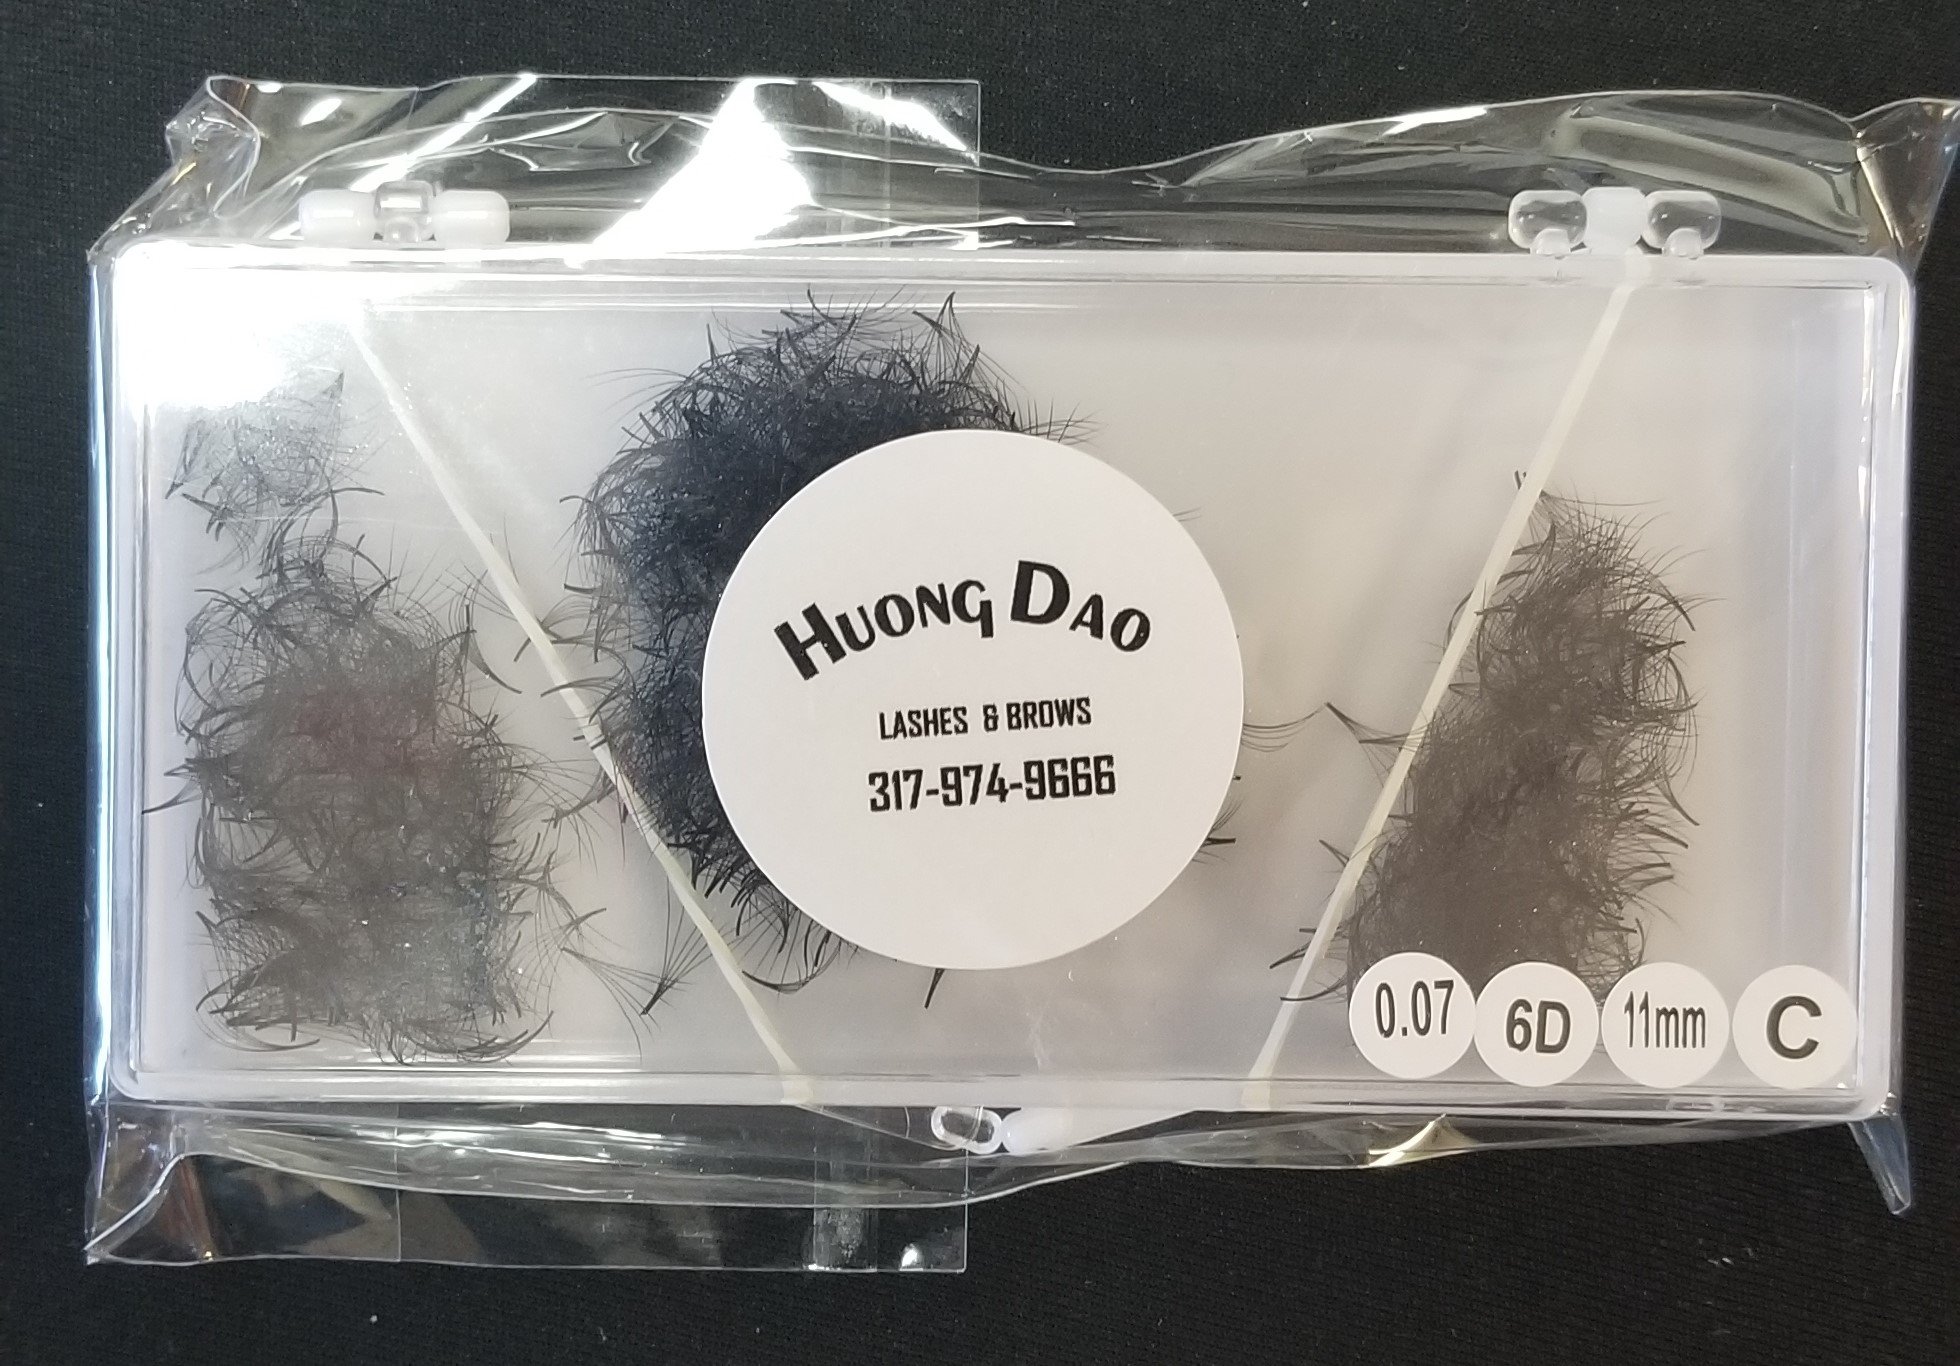 HUONG DAO
LASHES & BROWS
317-974-9666
0.07 6D 11mm C